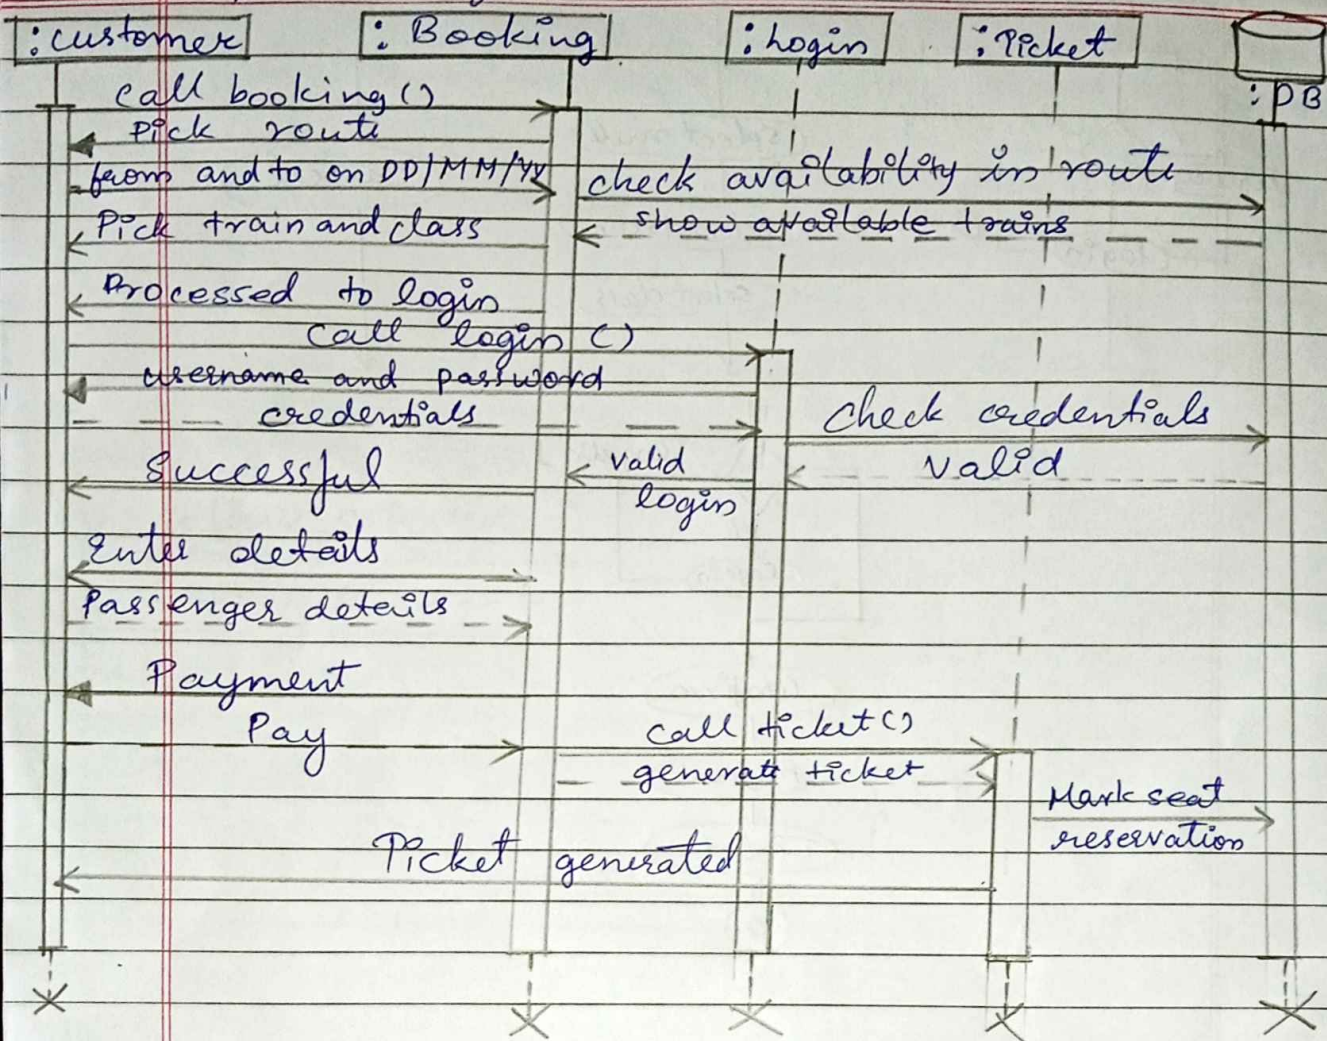 :customer
:Booking
:Login
:Ticket
:DB
call booking()
Pick route
from and to on DD/MM/YY
check availability in route
Pick train and class
show available trains
Processed to login
call login ()
username and password
credentials
check credentials
Successful
valid
login
valid
Enter details
Passenger details
Payment
Pay
call ticket()
generate ticket
Mark seat
reservation
Ticket generated